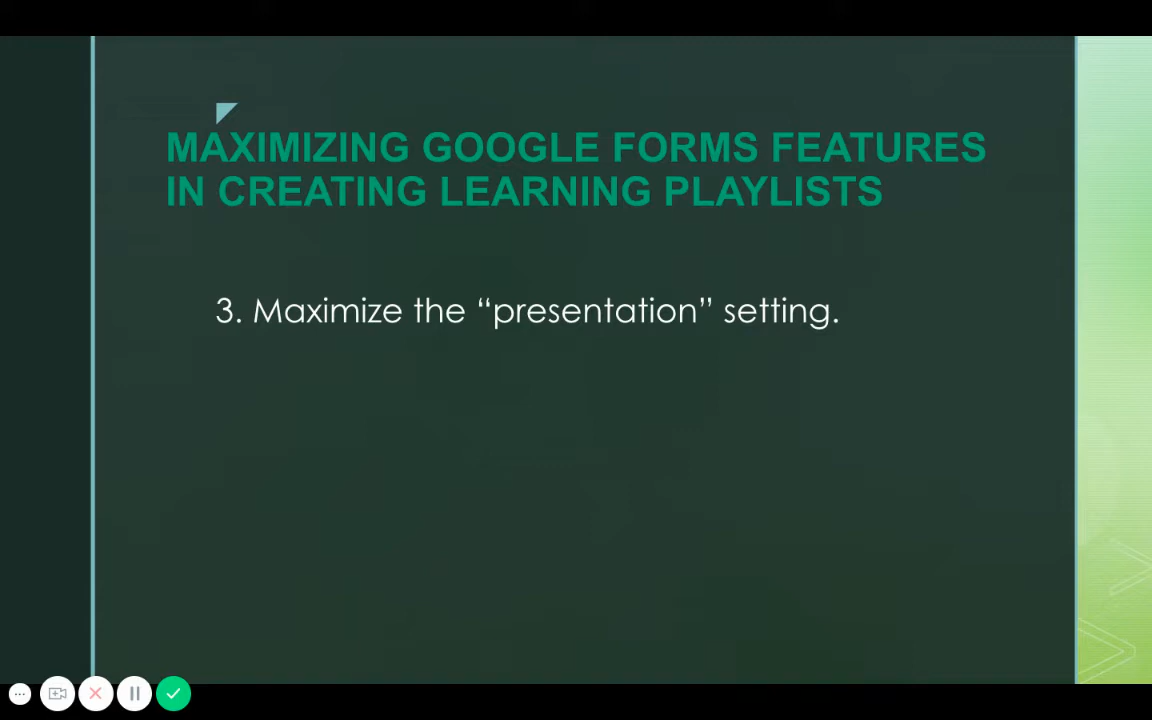 MAXIMIZING GOOGLE FORMS FEATURES
IN CREATING LEARNING PLAYLISTS
3. Maximize the “presentation” setting.